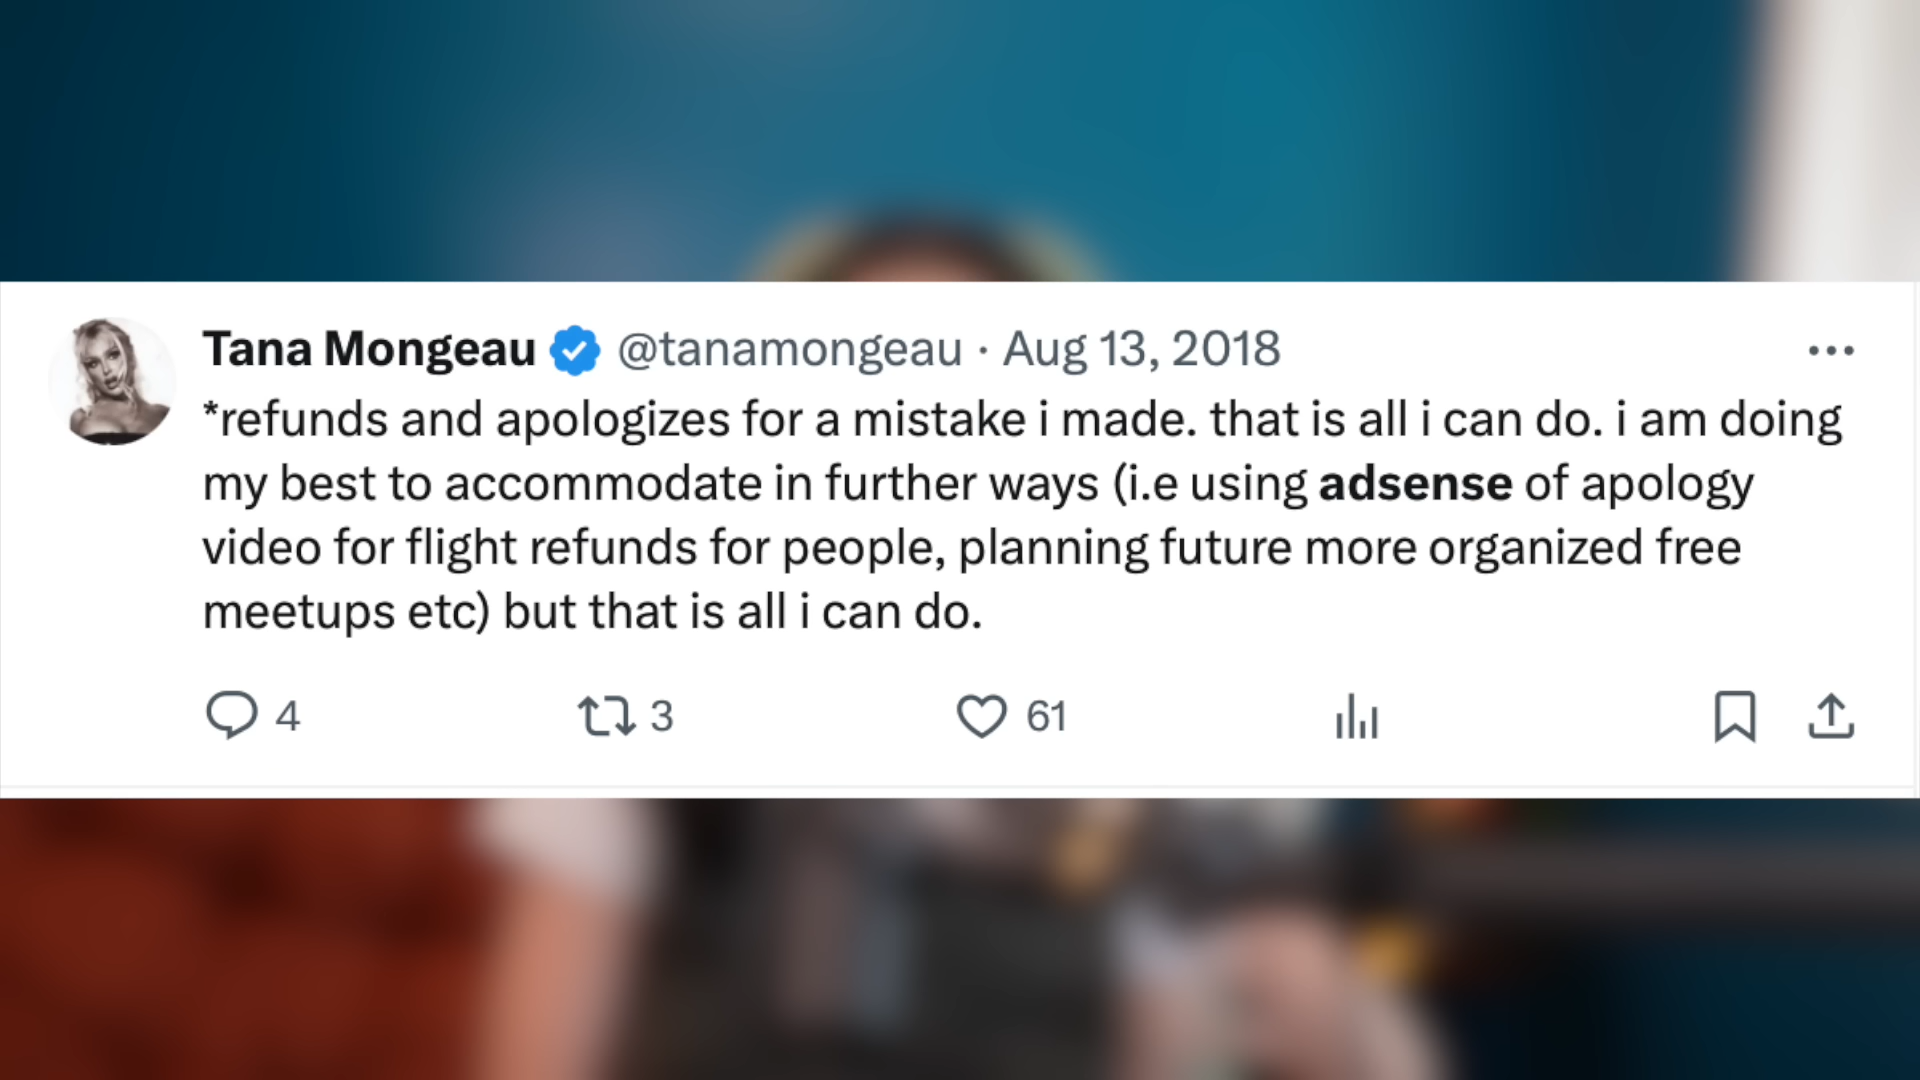 Tana Mongeau @tanamongeau · Aug 13, 2018
*refunds and apologizes for a mistake i made. that is all i can do. i am doing
my best to accommodate in further ways (i.e using adsense of apology
video for flight refunds for people, planning future more organized free
meetups etc) but that is all i can do.
4 3 61